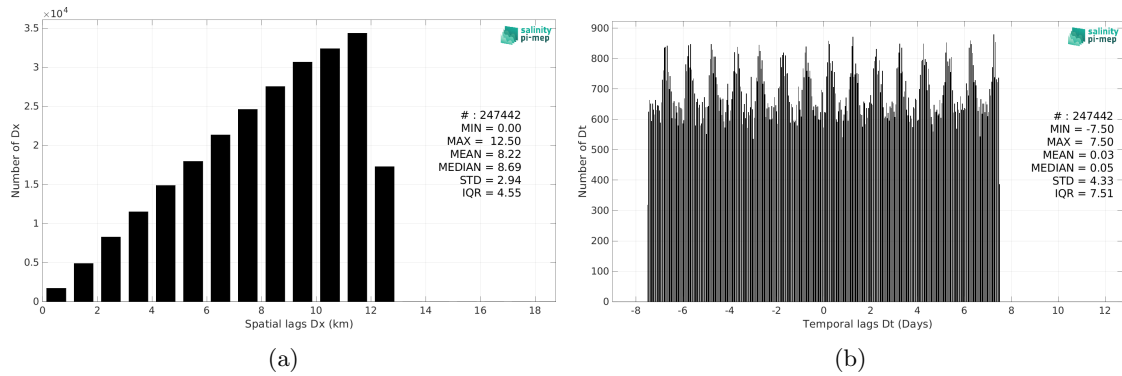 ×10⁴
3.5
3
2.5
2
1.5
1
0.5
0
Number of Dx
0 2 4 6 8 10 12 14 16 18
Spatial lags Dx (km)
salinity
pi-mep
# : 247442
MIN = 0.00
MAX = 12.50
MEAN = 8.22
MEDIAN = 8.69
STD = 2.94
IQR = 4.55
(a)
900
800
700
600
500
400
300
200
100
0
Number of Dt
-8 -6 -4 -2 0 2 4 6 8 10 12
Temporal lags Dt (Days)
salinity
pi-mep
# : 247442
MIN = -7.50
MAX = 7.50
MEAN = 0.03
MEDIAN = 0.05
STD = 4.33
IQR = 7.51
(b)